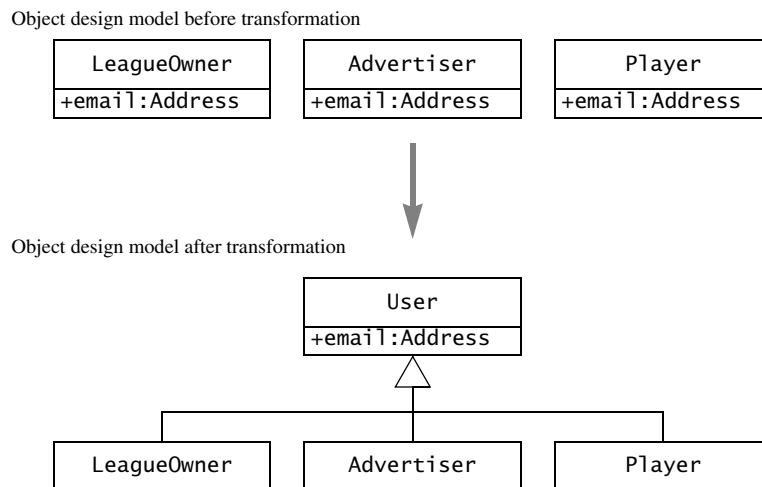 Object design model before transformation
LeagueOwner
+email:Address
Advertiser
+email:Address
Player
+email:Address
Object design model after transformation
User
+email:Address
LeagueOwner
Advertiser
Player